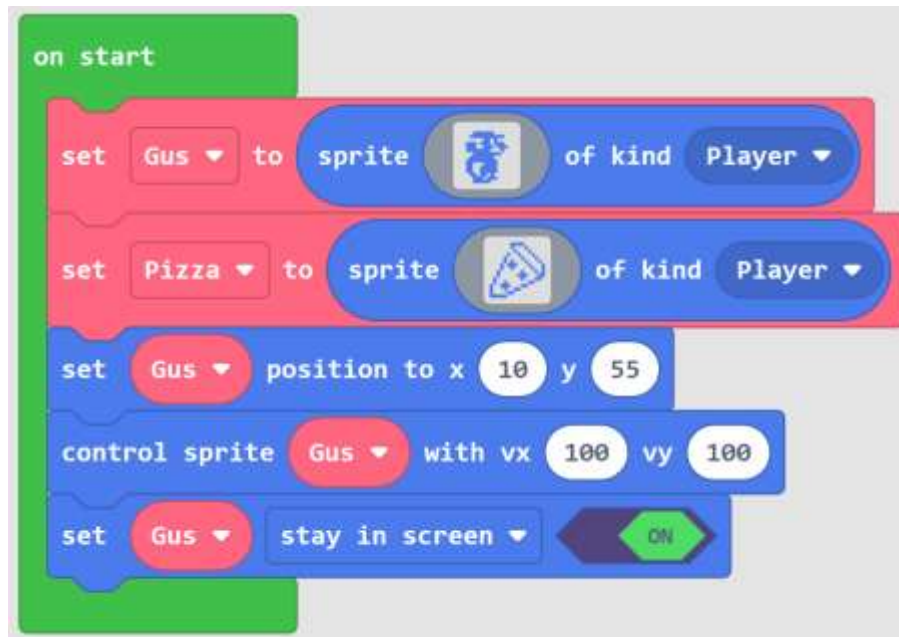 on start
set Gus to sprite of kind Player
set Pizza to sprite of kind Player
set Gus position to x 10 y 55
control sprite Gus with vx 100 vy 100
set Gus stay in screen ON